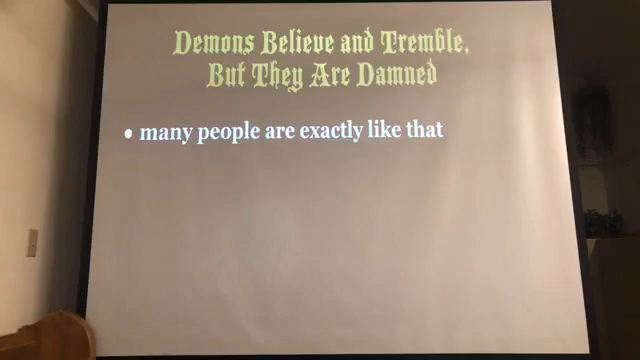 Demons Believe and Tremble,
But They Are Damned
• many people are exactly like that